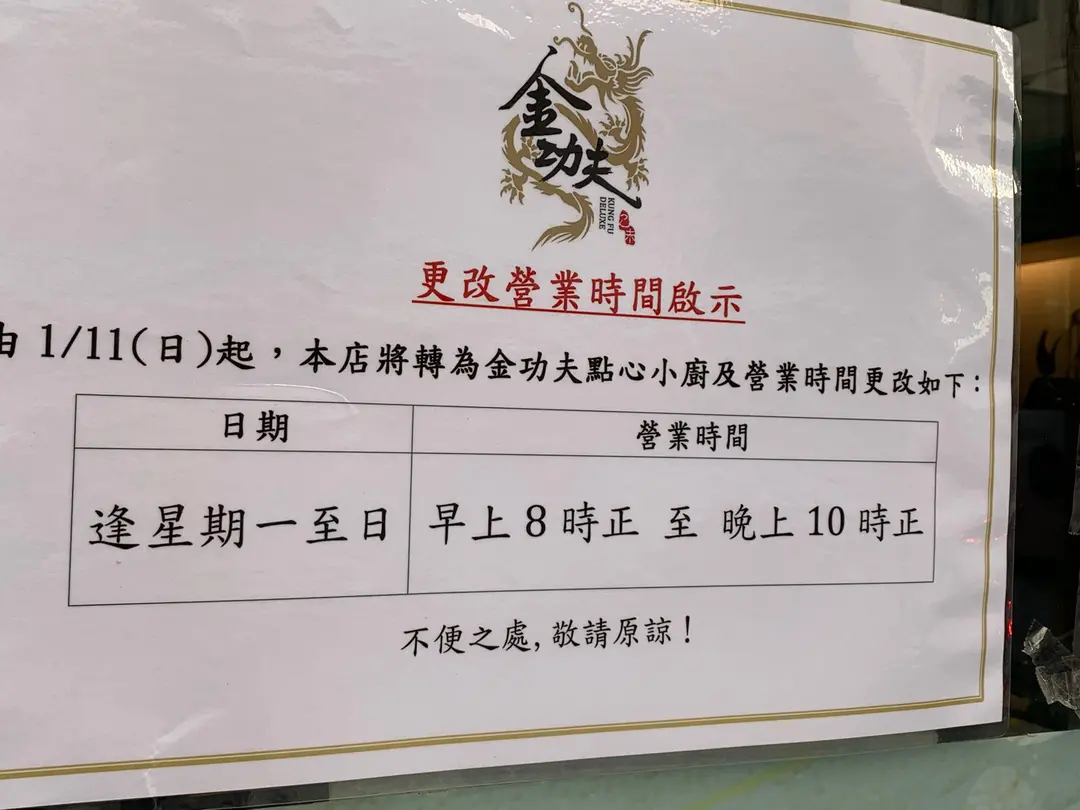 金功夫
KUNG FU
DELUXE
更改營業時間啟示
由 1/11(日)起，本店將轉為金功夫點心小廚及營業時間更改如下：
日期 營業時間
逢星期一至日 早上 8 時正 至 晚上 10 時正
不便之處，敬請原諒！